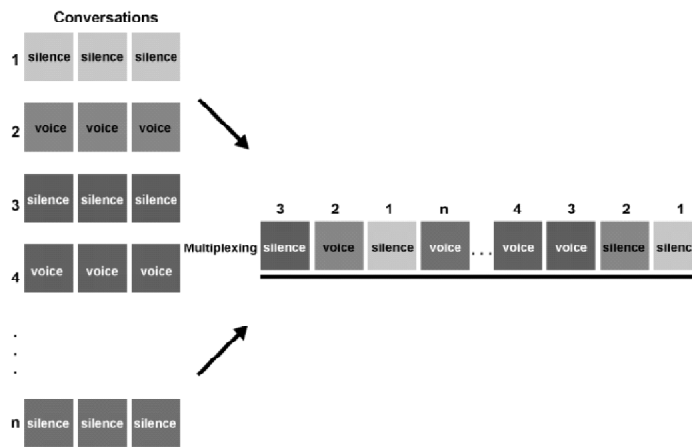 Conversations
1 silence silence silence
2 voice voice voice
3 silence silence silence
4 voice voice voice
.
.
.
n silence silence silence
Multiplexing
3 2 1 n 4 3 2 1
silence voice silence voice ... voice voice silence silenc